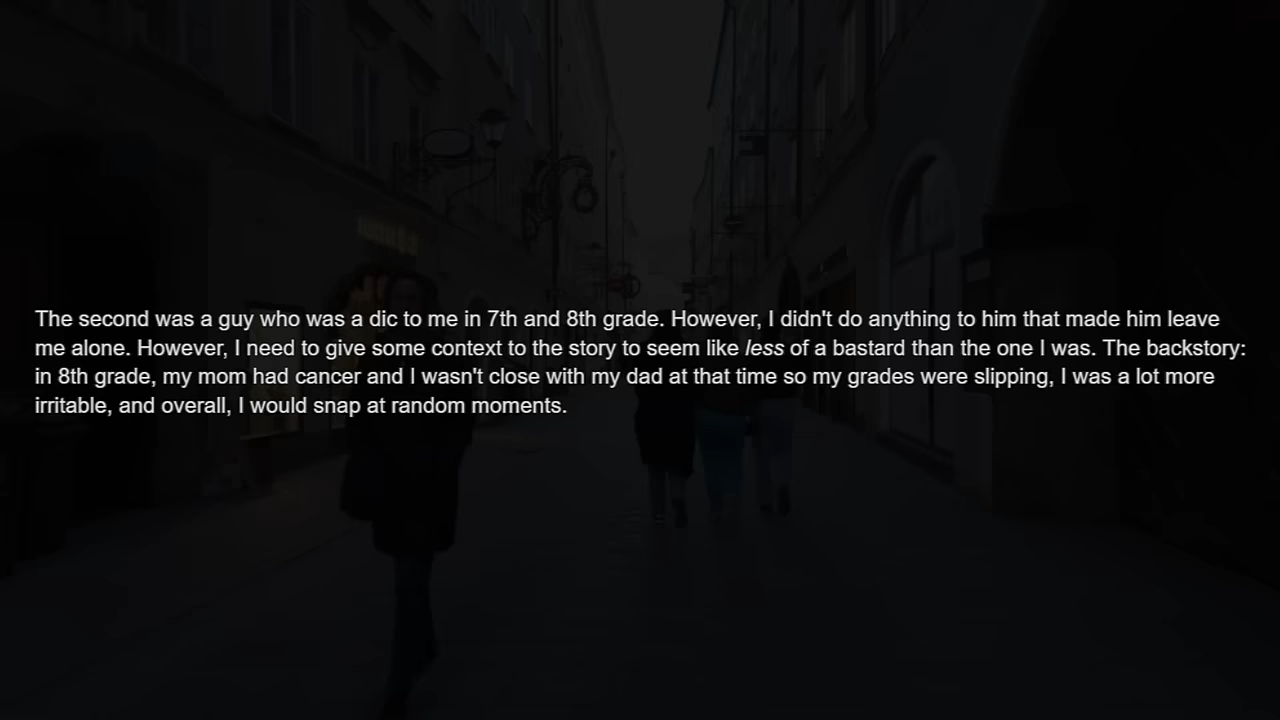 The second was a guy who was a dic to me in 7th and 8th grade. However, I didn't do anything to him that made him leave
me alone. However, I need to give some context to the story to seem like less of a bastard than the one I was. The backstory:
in 8th grade, my mom had cancer and I wasn't close with my dad at that time so my grades were slipping, I was a lot more
irritable, and overall, I would snap at random moments.